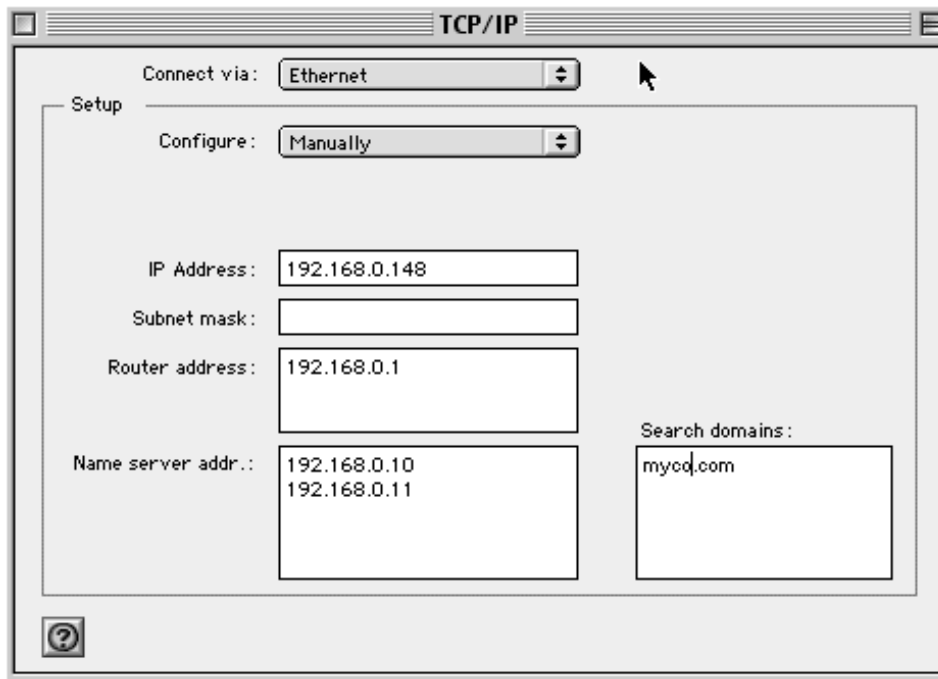 TCP/IP
Connect via: Ethernet
Setup
Configure: Manually
IP Address: 192.168.0.148
Subnet mask:
Router address: 192.168.0.1
Search domains:
Name server addr.: 192.168.0.10
192.168.0.11
myco.com
?